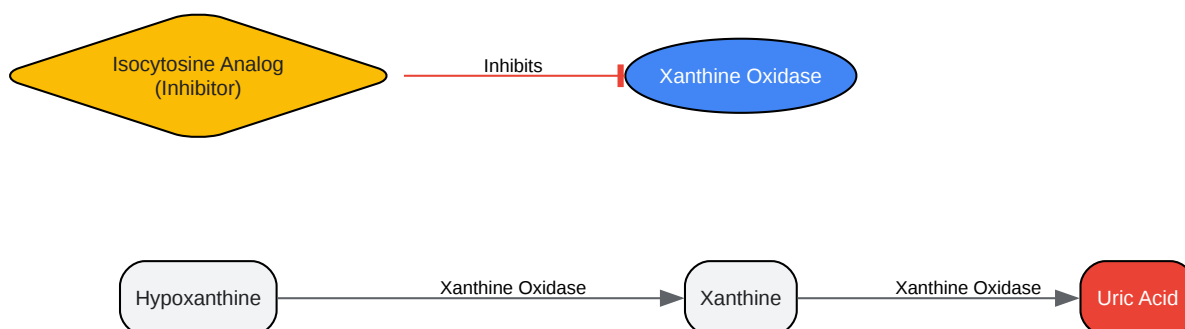 Isocytosine Analog
(Inhibitor)
Inhibits
Xanthine Oxidase
Hypoxanthine
Xanthine Oxidase
Xanthine
Xanthine Oxidase
Uric Acid